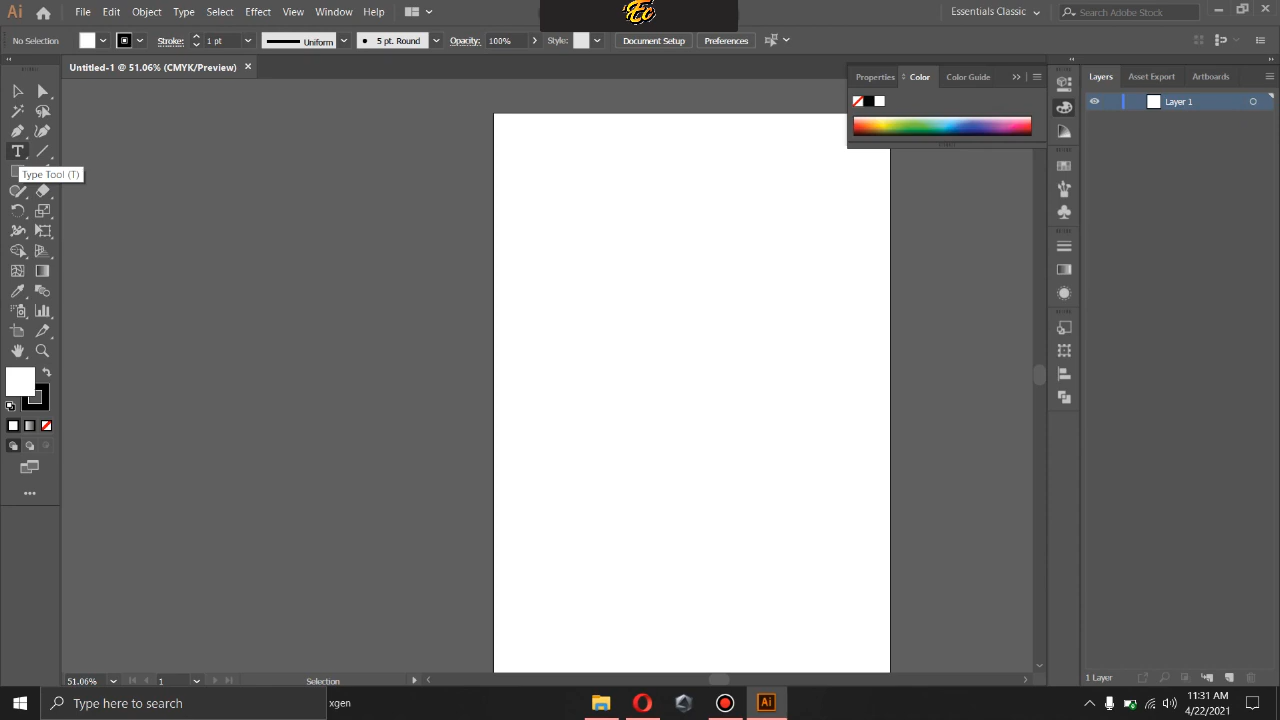 Ai File Edit Object Type Select Effect View Window Help Ec Essentials Classic Search Adobe Stock
No Selection Stroke: 1 pt Uniform 5 pt. Round Opacity: 100% Style: Document Setup Preferences
Untitled-1 @ 51.06% (CMYK/Preview)
Properties Color Color Guide Layers Asset Export Artboards
Layer 1
Type Tool (T)
51.06% 1 Selection 1 Layer
Type here to search xgen Ai 11:31 AM
4/22/2021